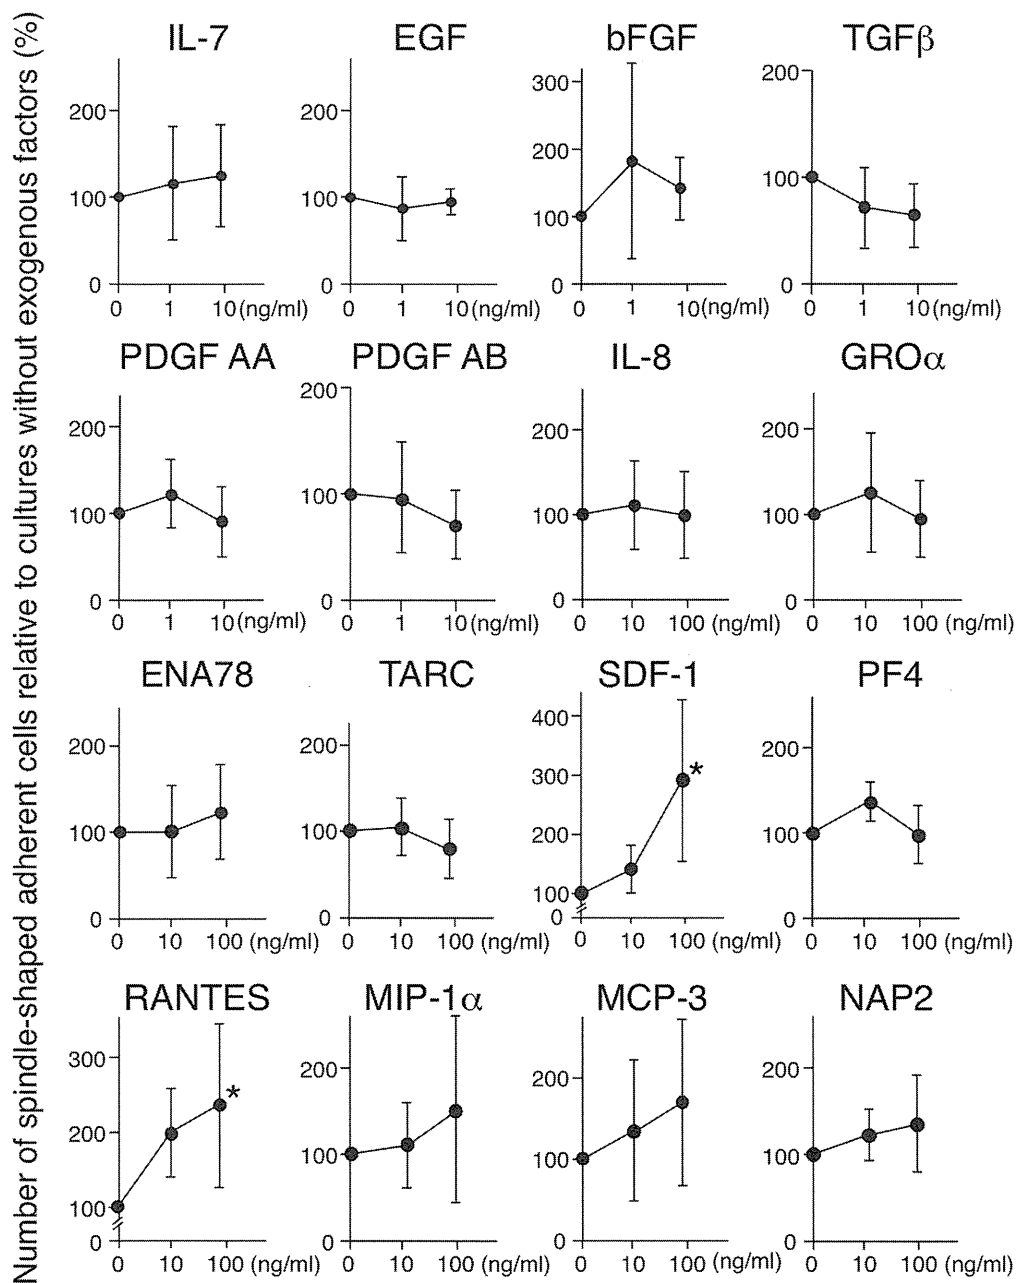 Number of spindle-shaped adherent cells relative to cultures without exogenous factors (%)
IL-7
200
100
0
0 1 10 (ng/ml)
EGF
200
100
0
0 1 10 (ng/ml)
bFGF
300
200
100
0
0 1 10 (ng/ml)
TGFβ
200
100
0
0 1 10 (ng/ml)
PDGF AA
200
100
0
0 1 10 (ng/ml)
PDGF AB
200
100
0
0 1 10 (ng/ml)
IL-8
200
100
0
0 10 100 (ng/ml)
GROα
200
100
0
0 10 100 (ng/ml)
ENA78
200
100
0
0 10 100 (ng/ml)
TARC
200
100
0
0 10 100 (ng/ml)
SDF-1
400
300
200
100
0
*
0 10 100 (ng/ml)
PF4
200
100
0
0 10 100 (ng/ml)
RANTES
300
200
100
0
*
0 10 100 (ng/ml)
MIP-1α
200
100
0
0 10 100 (ng/ml)
MCP-3
200
100
0
0 10 100 (ng/ml)
NAP2
200
100
0
0 10 100 (ng/ml)